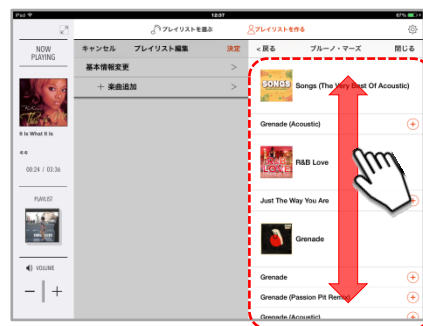 iPad 12:07 87%
プレイリストを選ぶ プレイリストを作る
NOW
PLAYING
It Is What It Is
00:24 / 03:36
PLAYLIST
VOLUME
− +
キャンセル プレイリスト編集 決定
基本情報変更 >
＋ 楽曲追加 >
<戻る ブルーノ・マーズ 閉じる
SONGS
Songs (The Very Best Of Acoustic)
Grenade (Acoustic)
R&B Love
Just The Way You Are
Grenade
Grenade
Grenade (Passion Pit Remix)
Grenade (Acoustic)